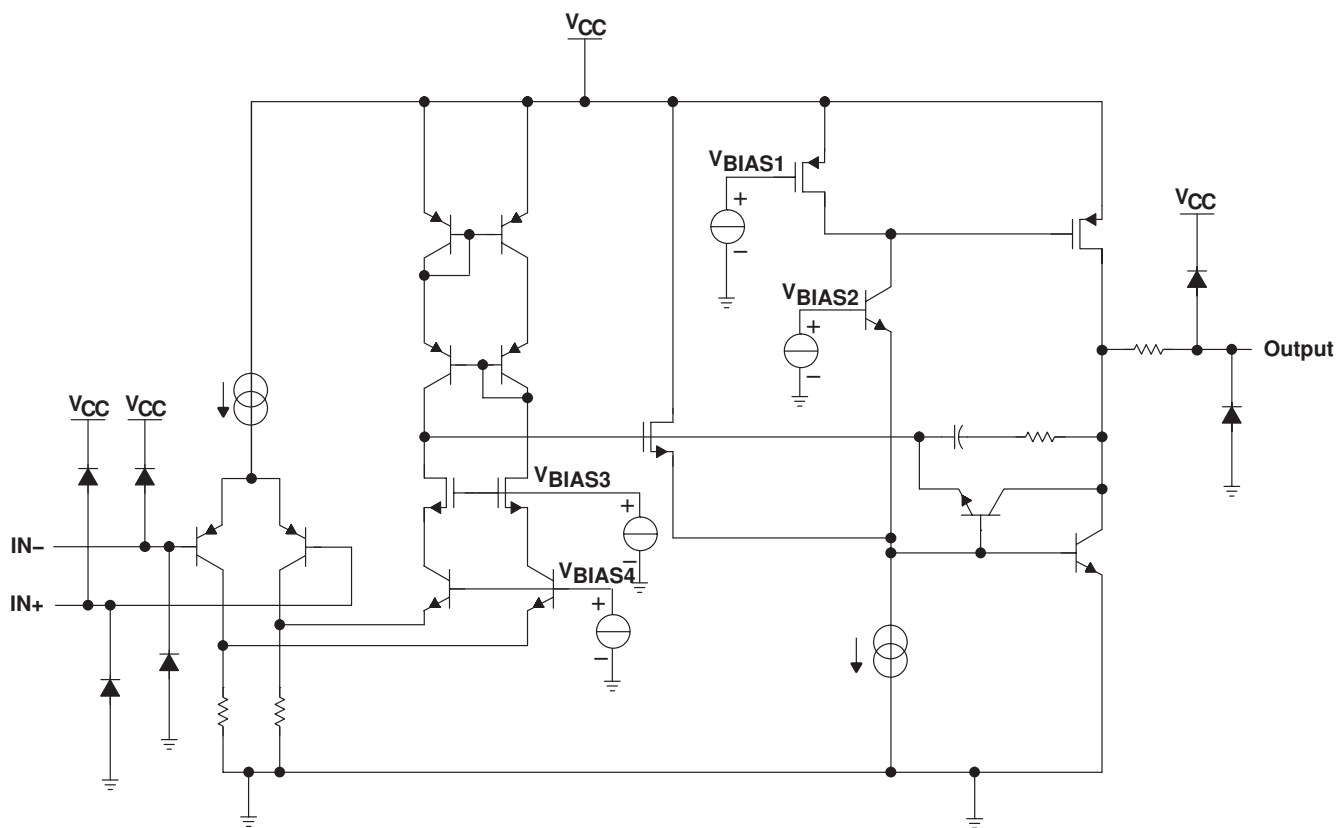 VCC
VBIAS1
+
−
VCC
VBIAS2
+
−
Output
VCC
VCC
VBIAS3
+
−
IN−
IN+
VBIAS4
+
−